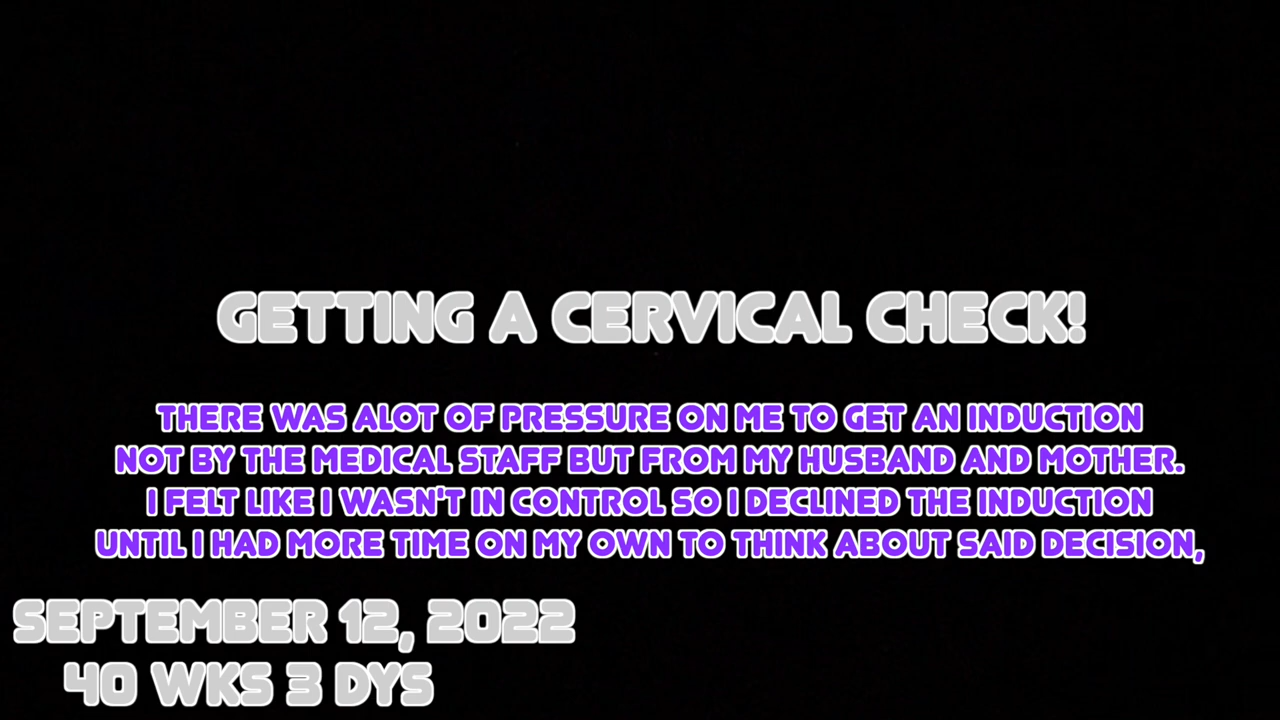 GETTING A CERVICAL CHECK!
THERE WAS ALOT OF PRESSURE ON ME TO GET AN INDUCTION
NOT BY THE MEDICAL STAFF BUT FROM MY HUSBAND AND MOTHER.
I FELT LIKE I WASN'T IN CONTROL SO I DECLINED THE INDUCTION
UNTIL I HAD MORE TIME ON MY OWN TO THINK ABOUT SAID DECISION,
SEPTEMBER 12, 2022
40 WKS 3 DYS